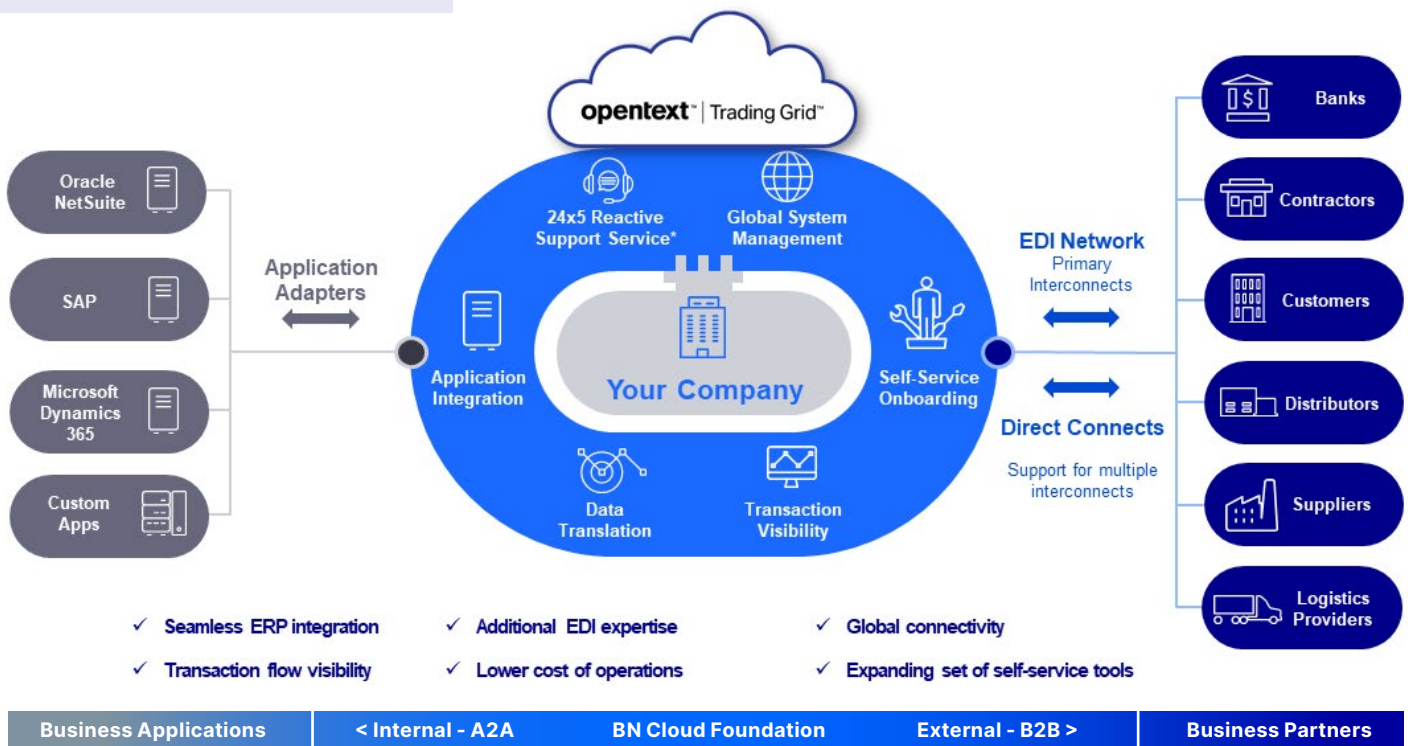 opentext™ | Trading Grid™
Oracle
NetSuite
SAP
Microsoft
Dynamics
365
Custom
Apps
Application
Adapters
24x5 Reactive
Support Service*
Global System
Management
Application
Integration
Your Company
Self-Service
Onboarding
Data
Translation
Transaction
Visibility
EDI Network
Primary
Interconnects
Direct Connects
Support for multiple
interconnects
$
Banks
Contractors
Customers
Distributors
Suppliers
Logistics
Providers
✓ Seamless ERP integration
✓ Additional EDI expertise
✓ Global connectivity
✓ Transaction flow visibility
✓ Lower cost of operations
✓ Expanding set of self-service tools
Business Applications
< Internal - A2A
BN Cloud Foundation
External - B2B >
Business Partners